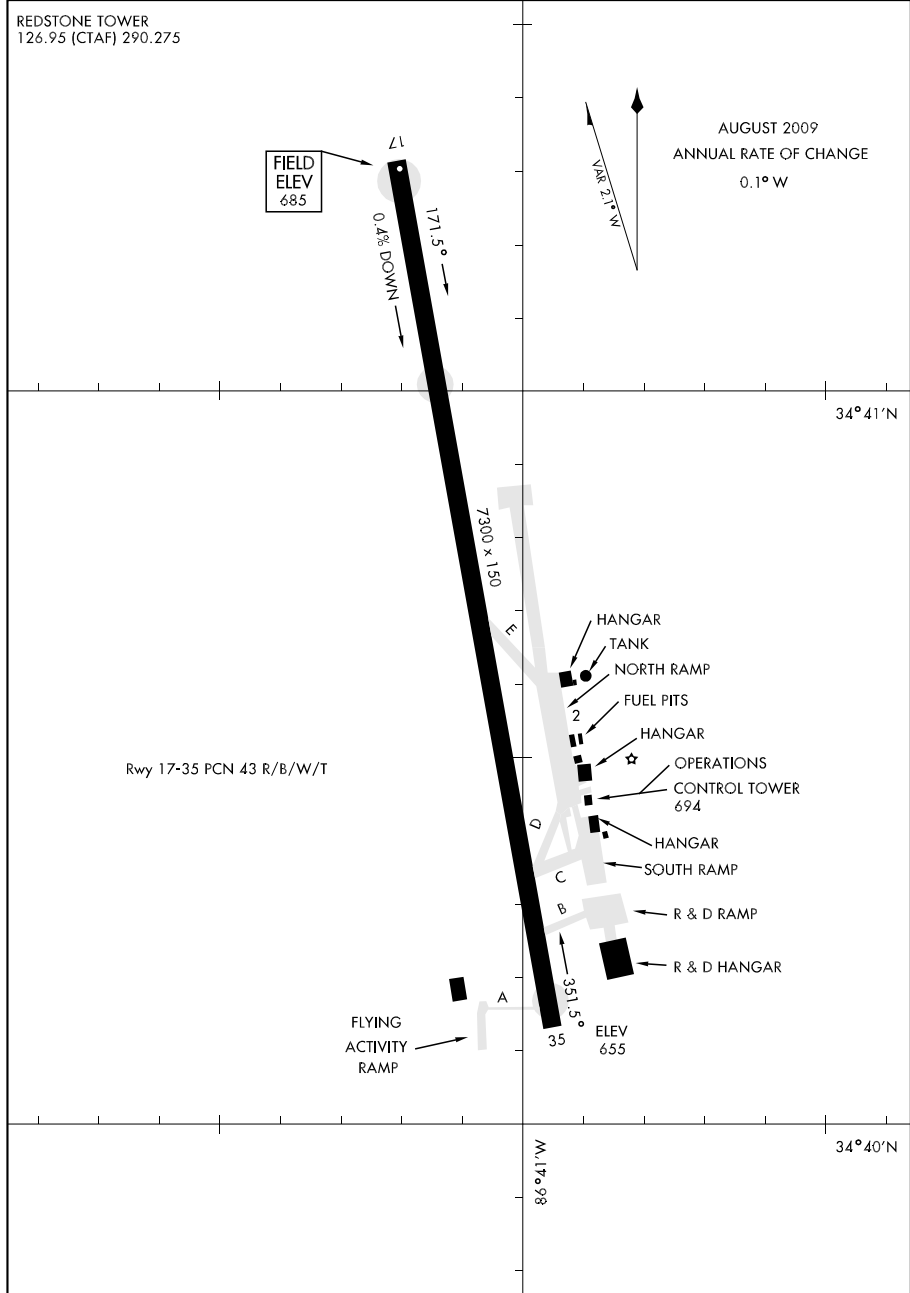 REDSTONE TOWER
126.95 (CTAF) 290.275
AUGUST 2009
ANNUAL RATE OF CHANGE
0.1° W
VAR 2.1° W
17
FIELD
ELEV
685
171.5°
0.4% DOWN
34°41'N
7300 x 150
HANGAR
E
TANK
NORTH RAMP
FUEL PITS
2
HANGAR
Rwy 17-35 PCN 43 R/B/W/T
OPERATIONS
CONTROL TOWER
694
D
HANGAR
SOUTH RAMP
C
B
R & D RAMP
R & D HANGAR
A
351.5°
FLYING
ACTIVITY
RAMP
35
ELEV
655
34°40'N
86°41'W